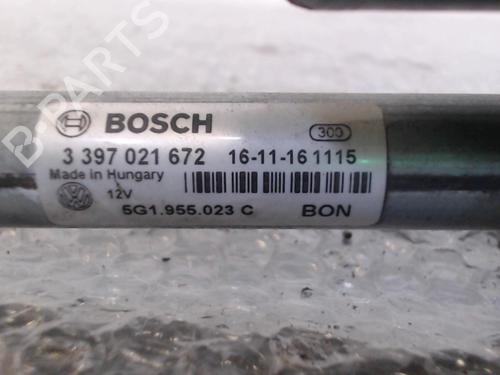 BOSCH 300
3 397 021 672 16-11-16 1115
Made in Hungary
12V
5G1.955.023 C BON
B-PARTS